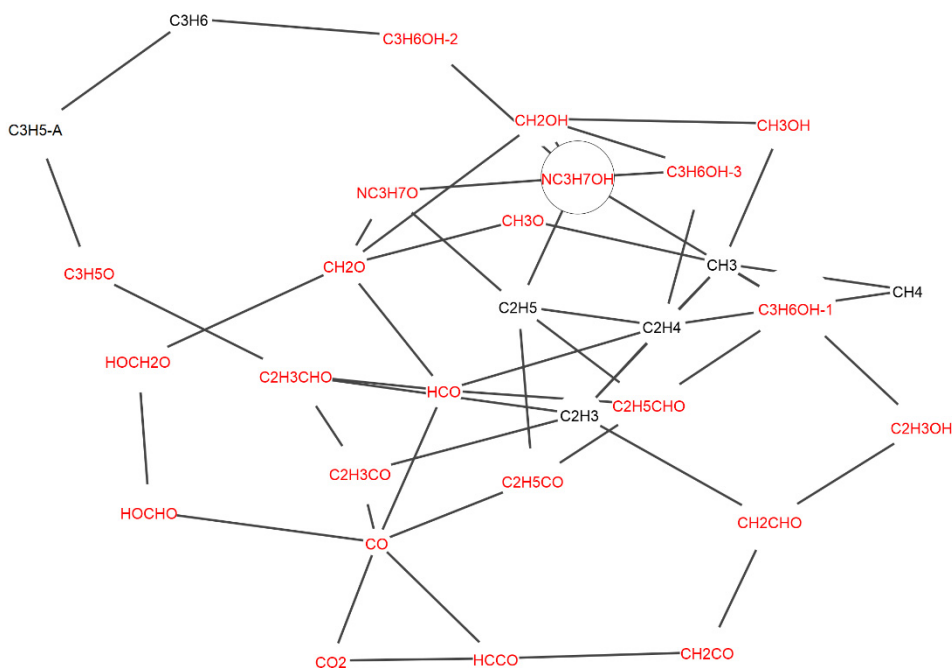 C3H6
C3H6OH-2
C3H5-A
CH2OH
CH3OH
C3H6OH-3
NC3H7OH
NC3H7O
CH3O
CH2O
CH3
C3H5O
CH4
C2H5
C3H6OH-1
C2H4
HOCH2O
C2H3CHO
HCO
C2H5CHO
C2H3
C2H3OH
C2H3CO
C2H5CO
HOCHO
CH2CHO
CO
CH2CO
HCCO
CO2